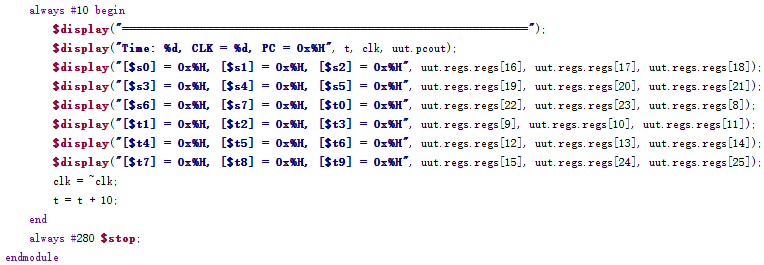 always #10 begin
$display("==========================================================");
$display("Time: %d, CLK = %d, PC = 0x%H", t, clk, uut.pcout);
$display("[$s0] = 0x%H, [$s1] = 0x%H, [$s2] = 0x%H", uut.regs.regs[16], uut.regs.regs[17], uut.regs.regs[18]);
$display("[$s3] = 0x%H, [$s4] = 0x%H, [$s5] = 0x%H", uut.regs.regs[19], uut.regs.regs[20], uut.regs.regs[21]);
$display("[$s6] = 0x%H, [$s7] = 0x%H, [$t0] = 0x%H", uut.regs.regs[22], uut.regs.regs[23], uut.regs.regs[8]);
$display("[$t1] = 0x%H, [$t2] = 0x%H, [$t3] = 0x%H", uut.regs.regs[9], uut.regs.regs[10], uut.regs.regs[11]);
$display("[$t4] = 0x%H, [$t5] = 0x%H, [$t6] = 0x%H", uut.regs.regs[12], uut.regs.regs[13], uut.regs.regs[14]);
$display("[$t7] = 0x%H, [$t8] = 0x%H, [$t9] = 0x%H", uut.regs.regs[15], uut.regs.regs[24], uut.regs.regs[25]);
clk = ~clk;
t = t + 10;
end
always #280 $stop;
endmodule